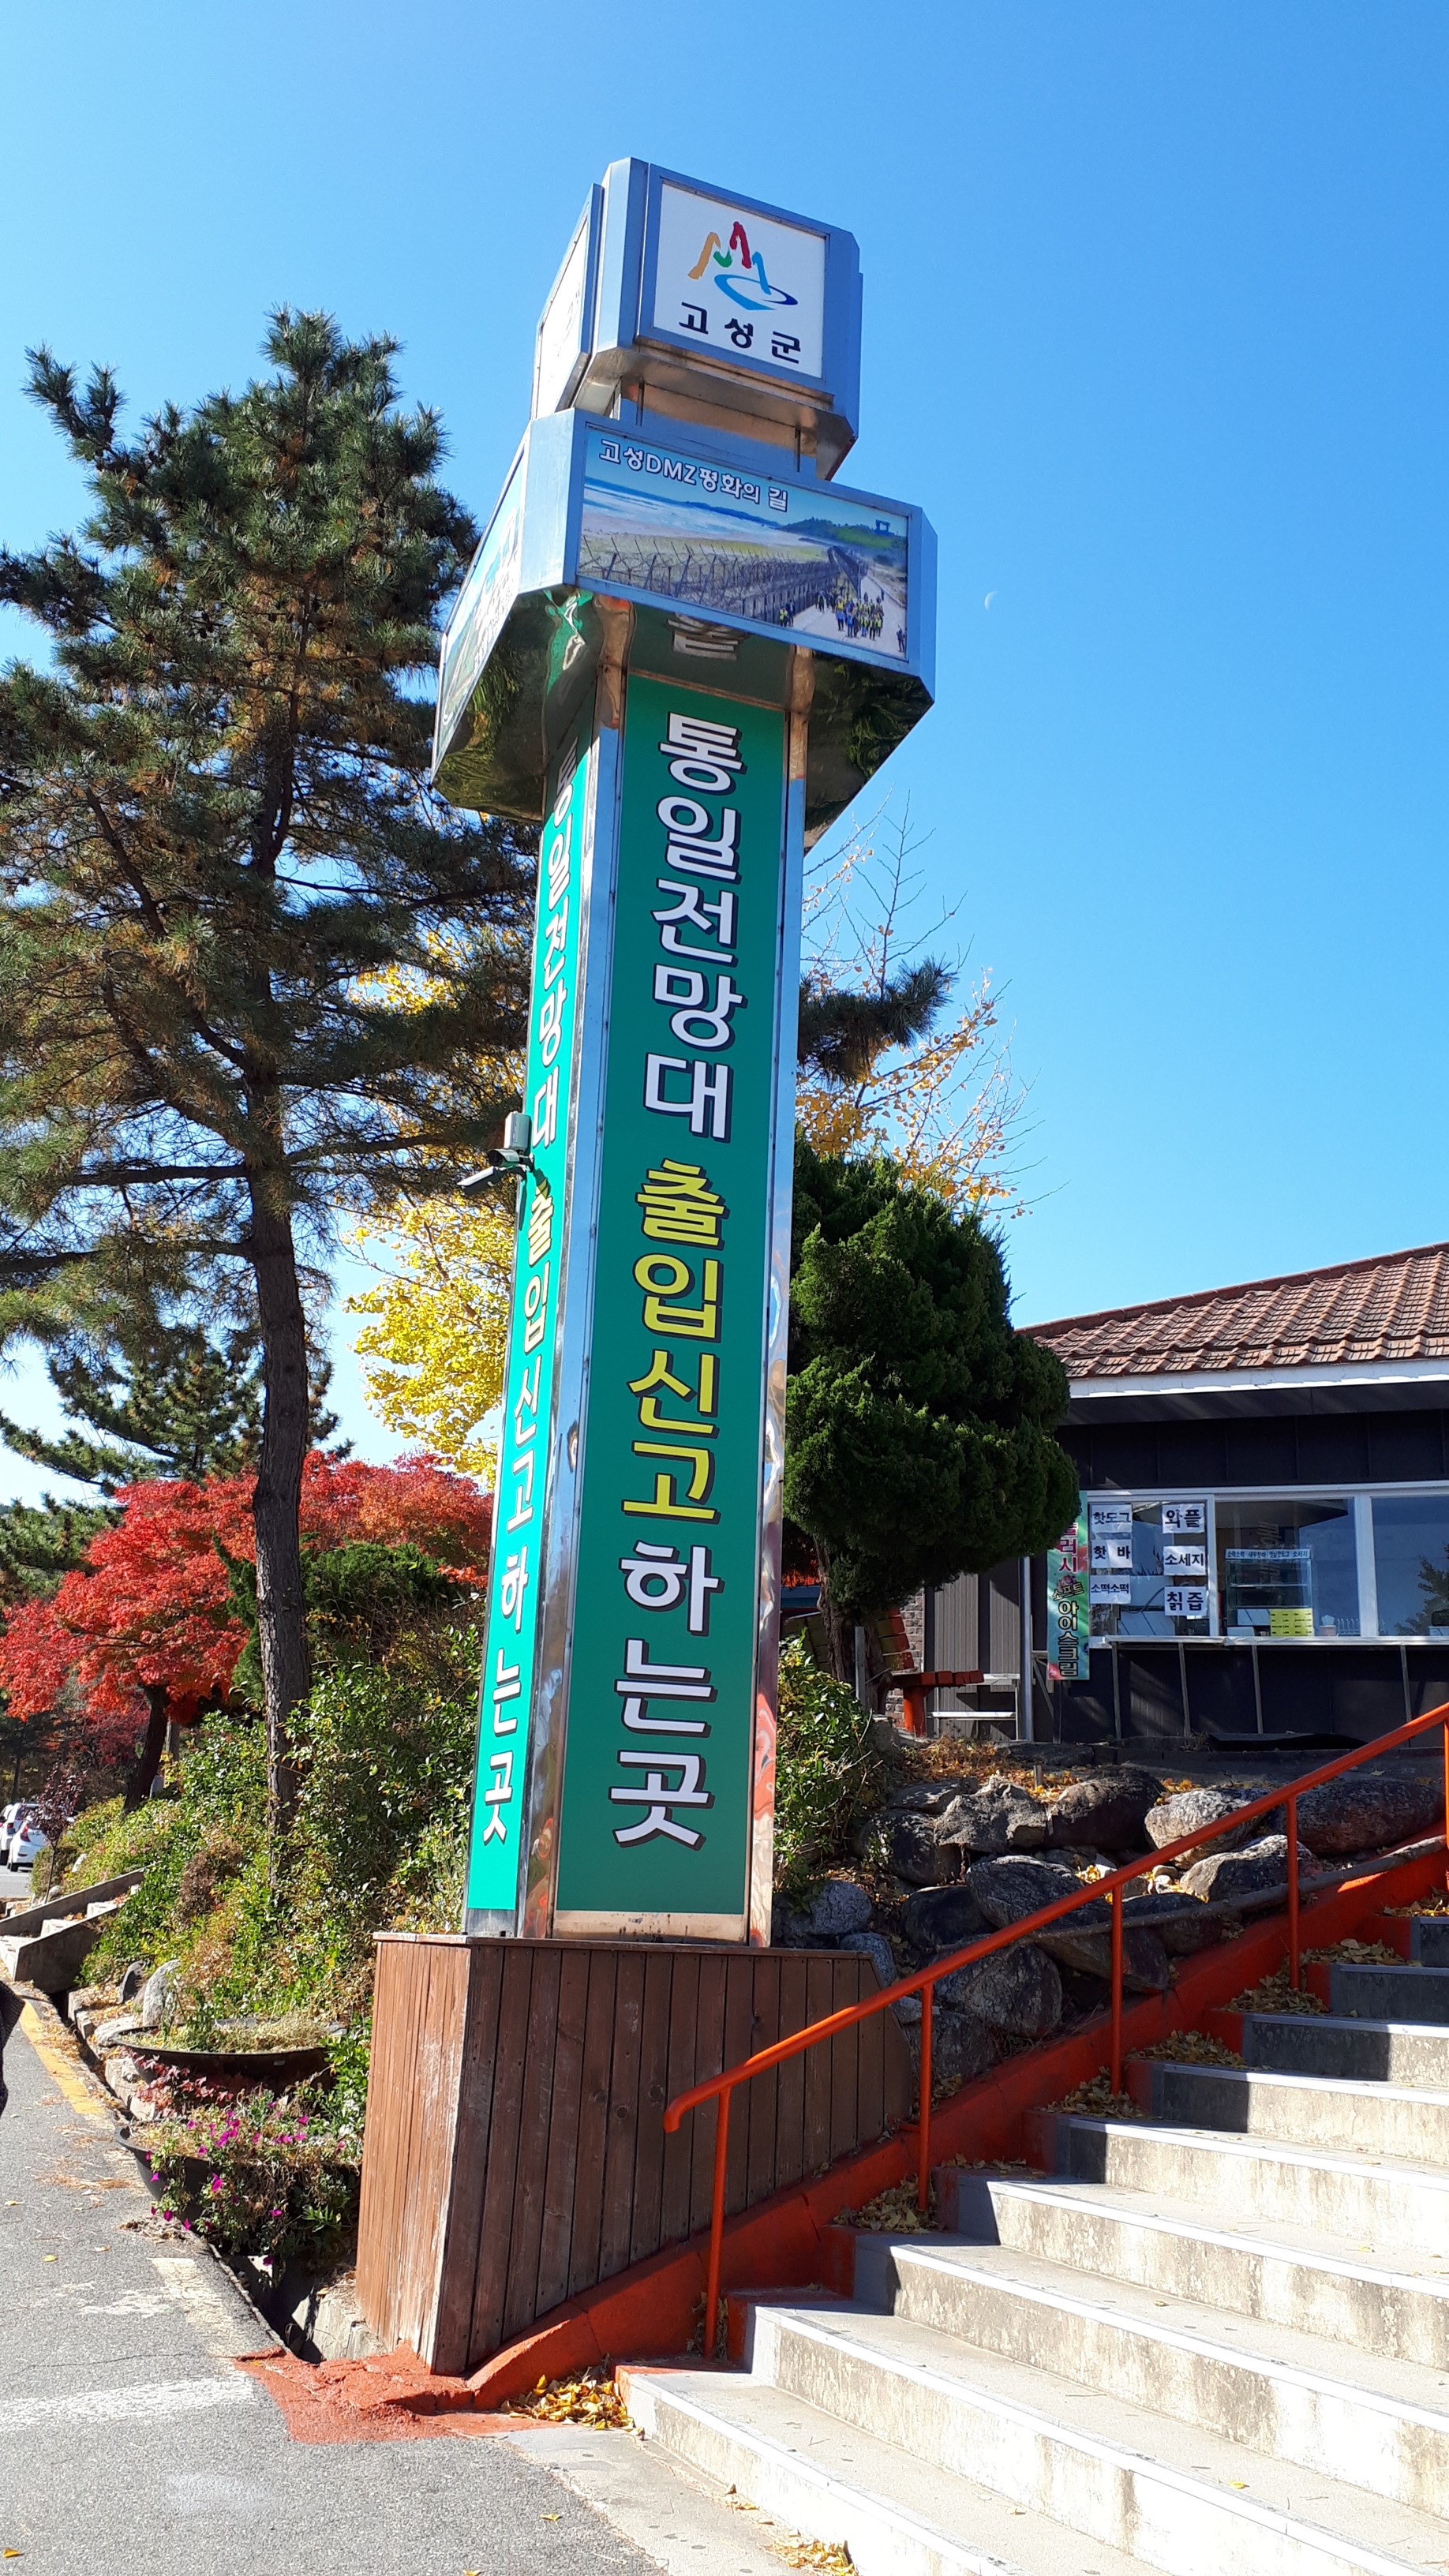 고성군
고성DMZ평화의 길
통일전망대 출입신고하는곳
통일전망대 출입신고하는곳
핫도그
와플
핫 바
소세지
소떡소떡
칡즙
아이스크림